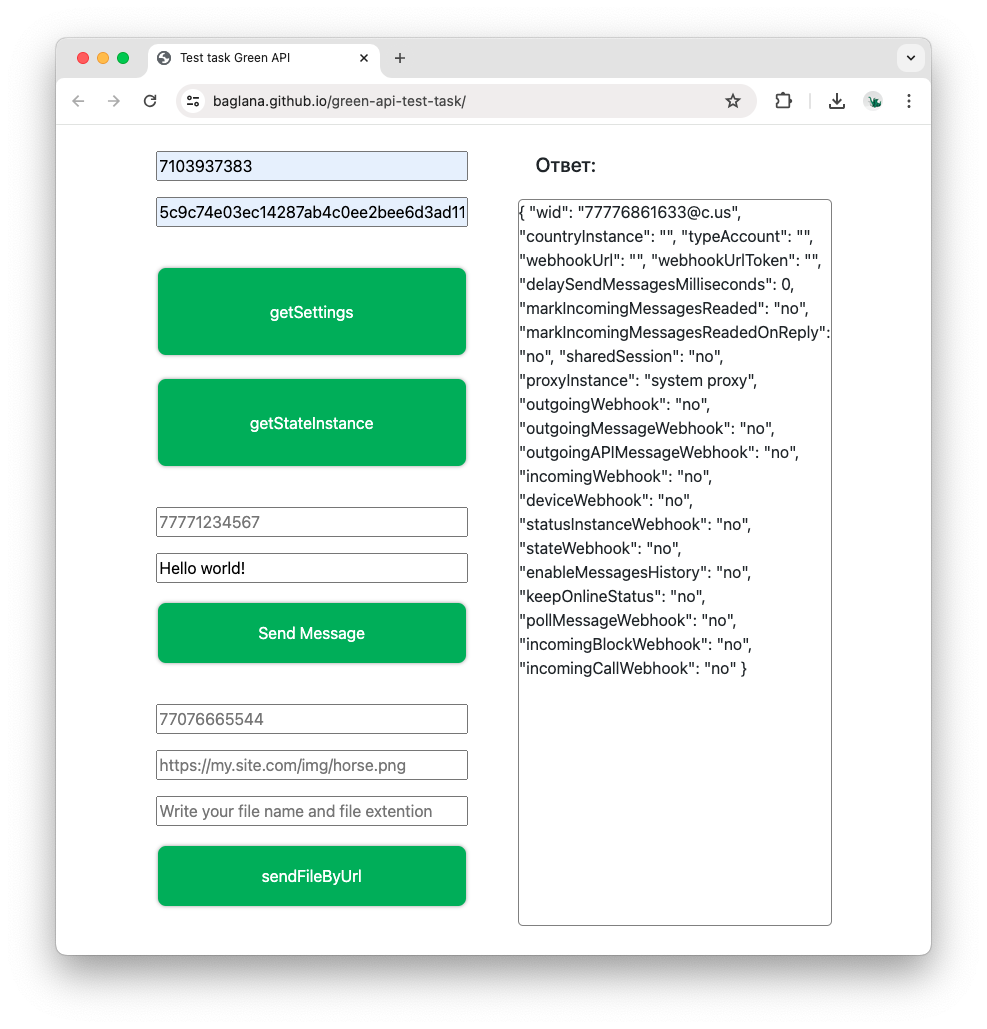 Test task Green API
baglana.github.io/green-api-test-task/
7103937383
5c9c74e03ec14287ab4c0ee2bee6d3ad11
getSettings
getStateInstance
77771234567
Hello world!
Send Message
77076665544
https://my.site.com/img/horse.png
Write your file name and file extention
sendFileByUrl
Ответ:
{ "wid": "77776861633@c.us",
"countryInstance": "", "typeAccount": "",
"webhookUrl": "", "webhookUrlToken": "",
"delaySendMessagesMilliseconds": 0,
"markIncomingMessagesReaded": "no",
"markIncomingMessagesReadedOnReply":
"no", "sharedSession": "no",
"proxyInstance": "system proxy",
"outgoingWebhook": "no",
"outgoingMessageWebhook": "no",
"outgoingAPIMessageWebhook": "no",
"incomingWebhook": "no",
"deviceWebhook": "no",
"statusInstanceWebhook": "no",
"stateWebhook": "no",
"enableMessagesHistory": "no",
"keepOnlineStatus": "no",
"pollMessageWebhook": "no",
"incomingBlockWebhook": "no",
"incomingCallWebhook": "no" }